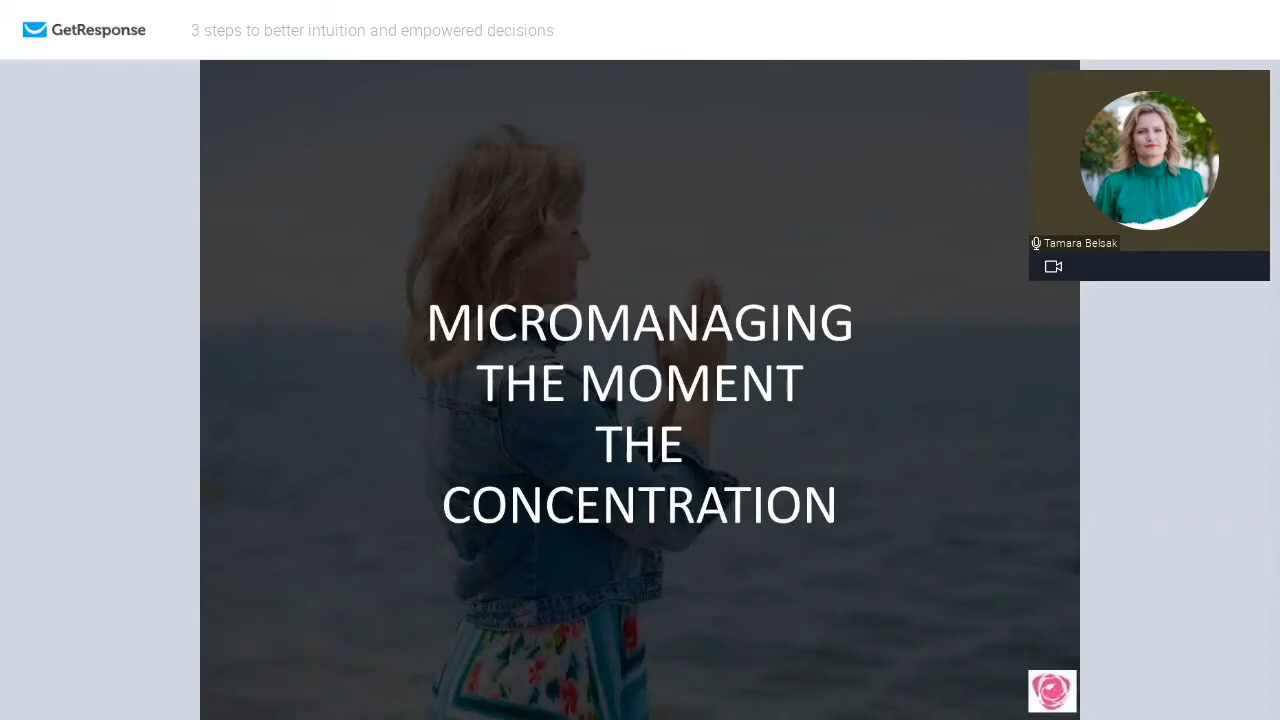 GetResponse
3 steps to better intuition and empowered decisions
Tamara Belsak
MICROMANAGING
THE MOMENT
THE
CONCENTRATION